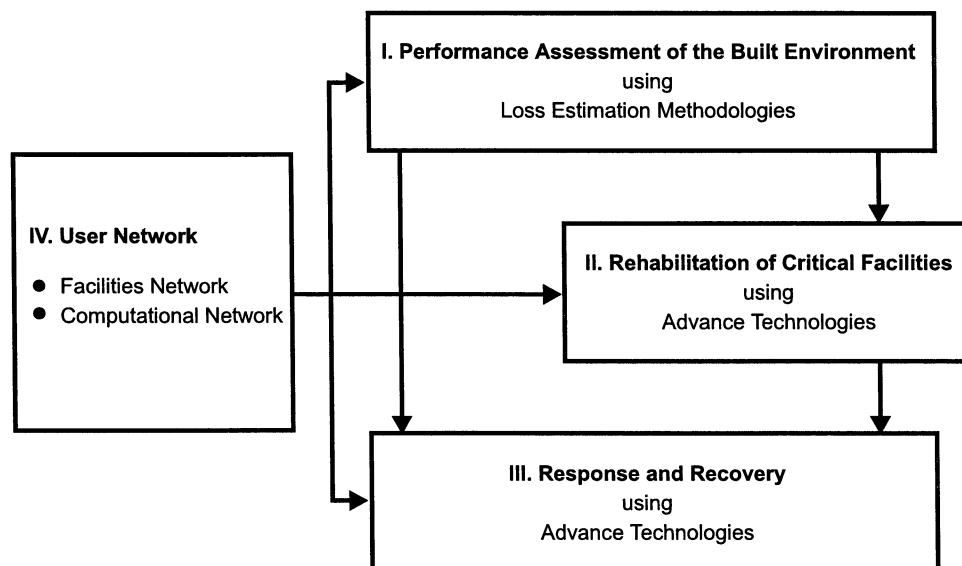 I. Performance Assessment of the Built Environment
using
Loss Estimation Methodologies
IV. User Network
● Facilities Network
● Computational Network
II. Rehabilitation of Critical Facilities
using
Advance Technologies
III. Response and Recovery
using
Advance Technologies